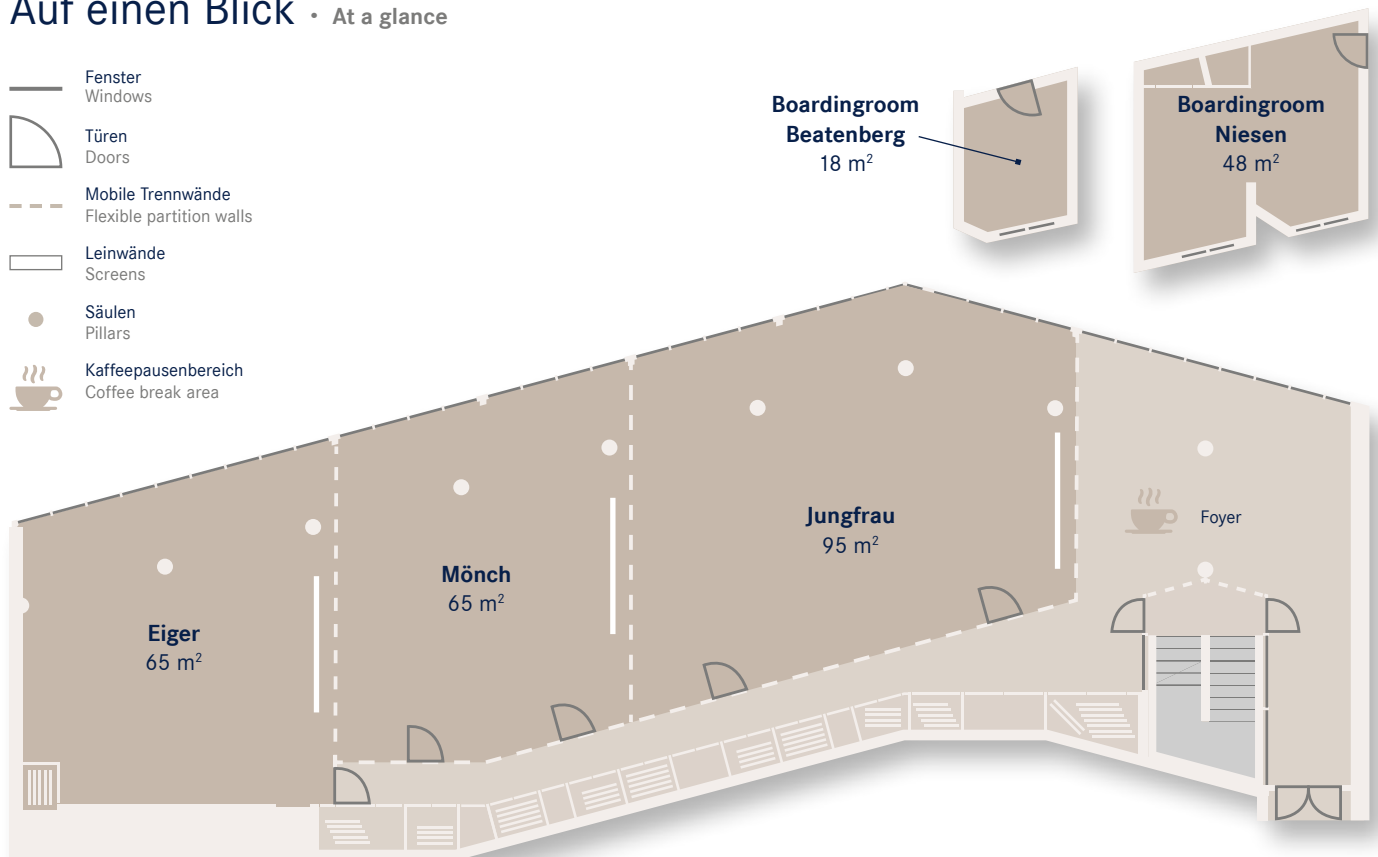 Auf einen Blick · At a glance
Fenster
Windows
Türen
Doors
Mobile Trennwände
Flexible partition walls
Leinwände
Screens
Säulen
Pillars
Kaffeepausenbereich
Coffee break area
Boardingroom
Beatenberg
18 m²
Boardingroom
Niesen
48 m²
Jungfrau
95 m²
Foyer
Mönch
65 m²
Eiger
65 m²